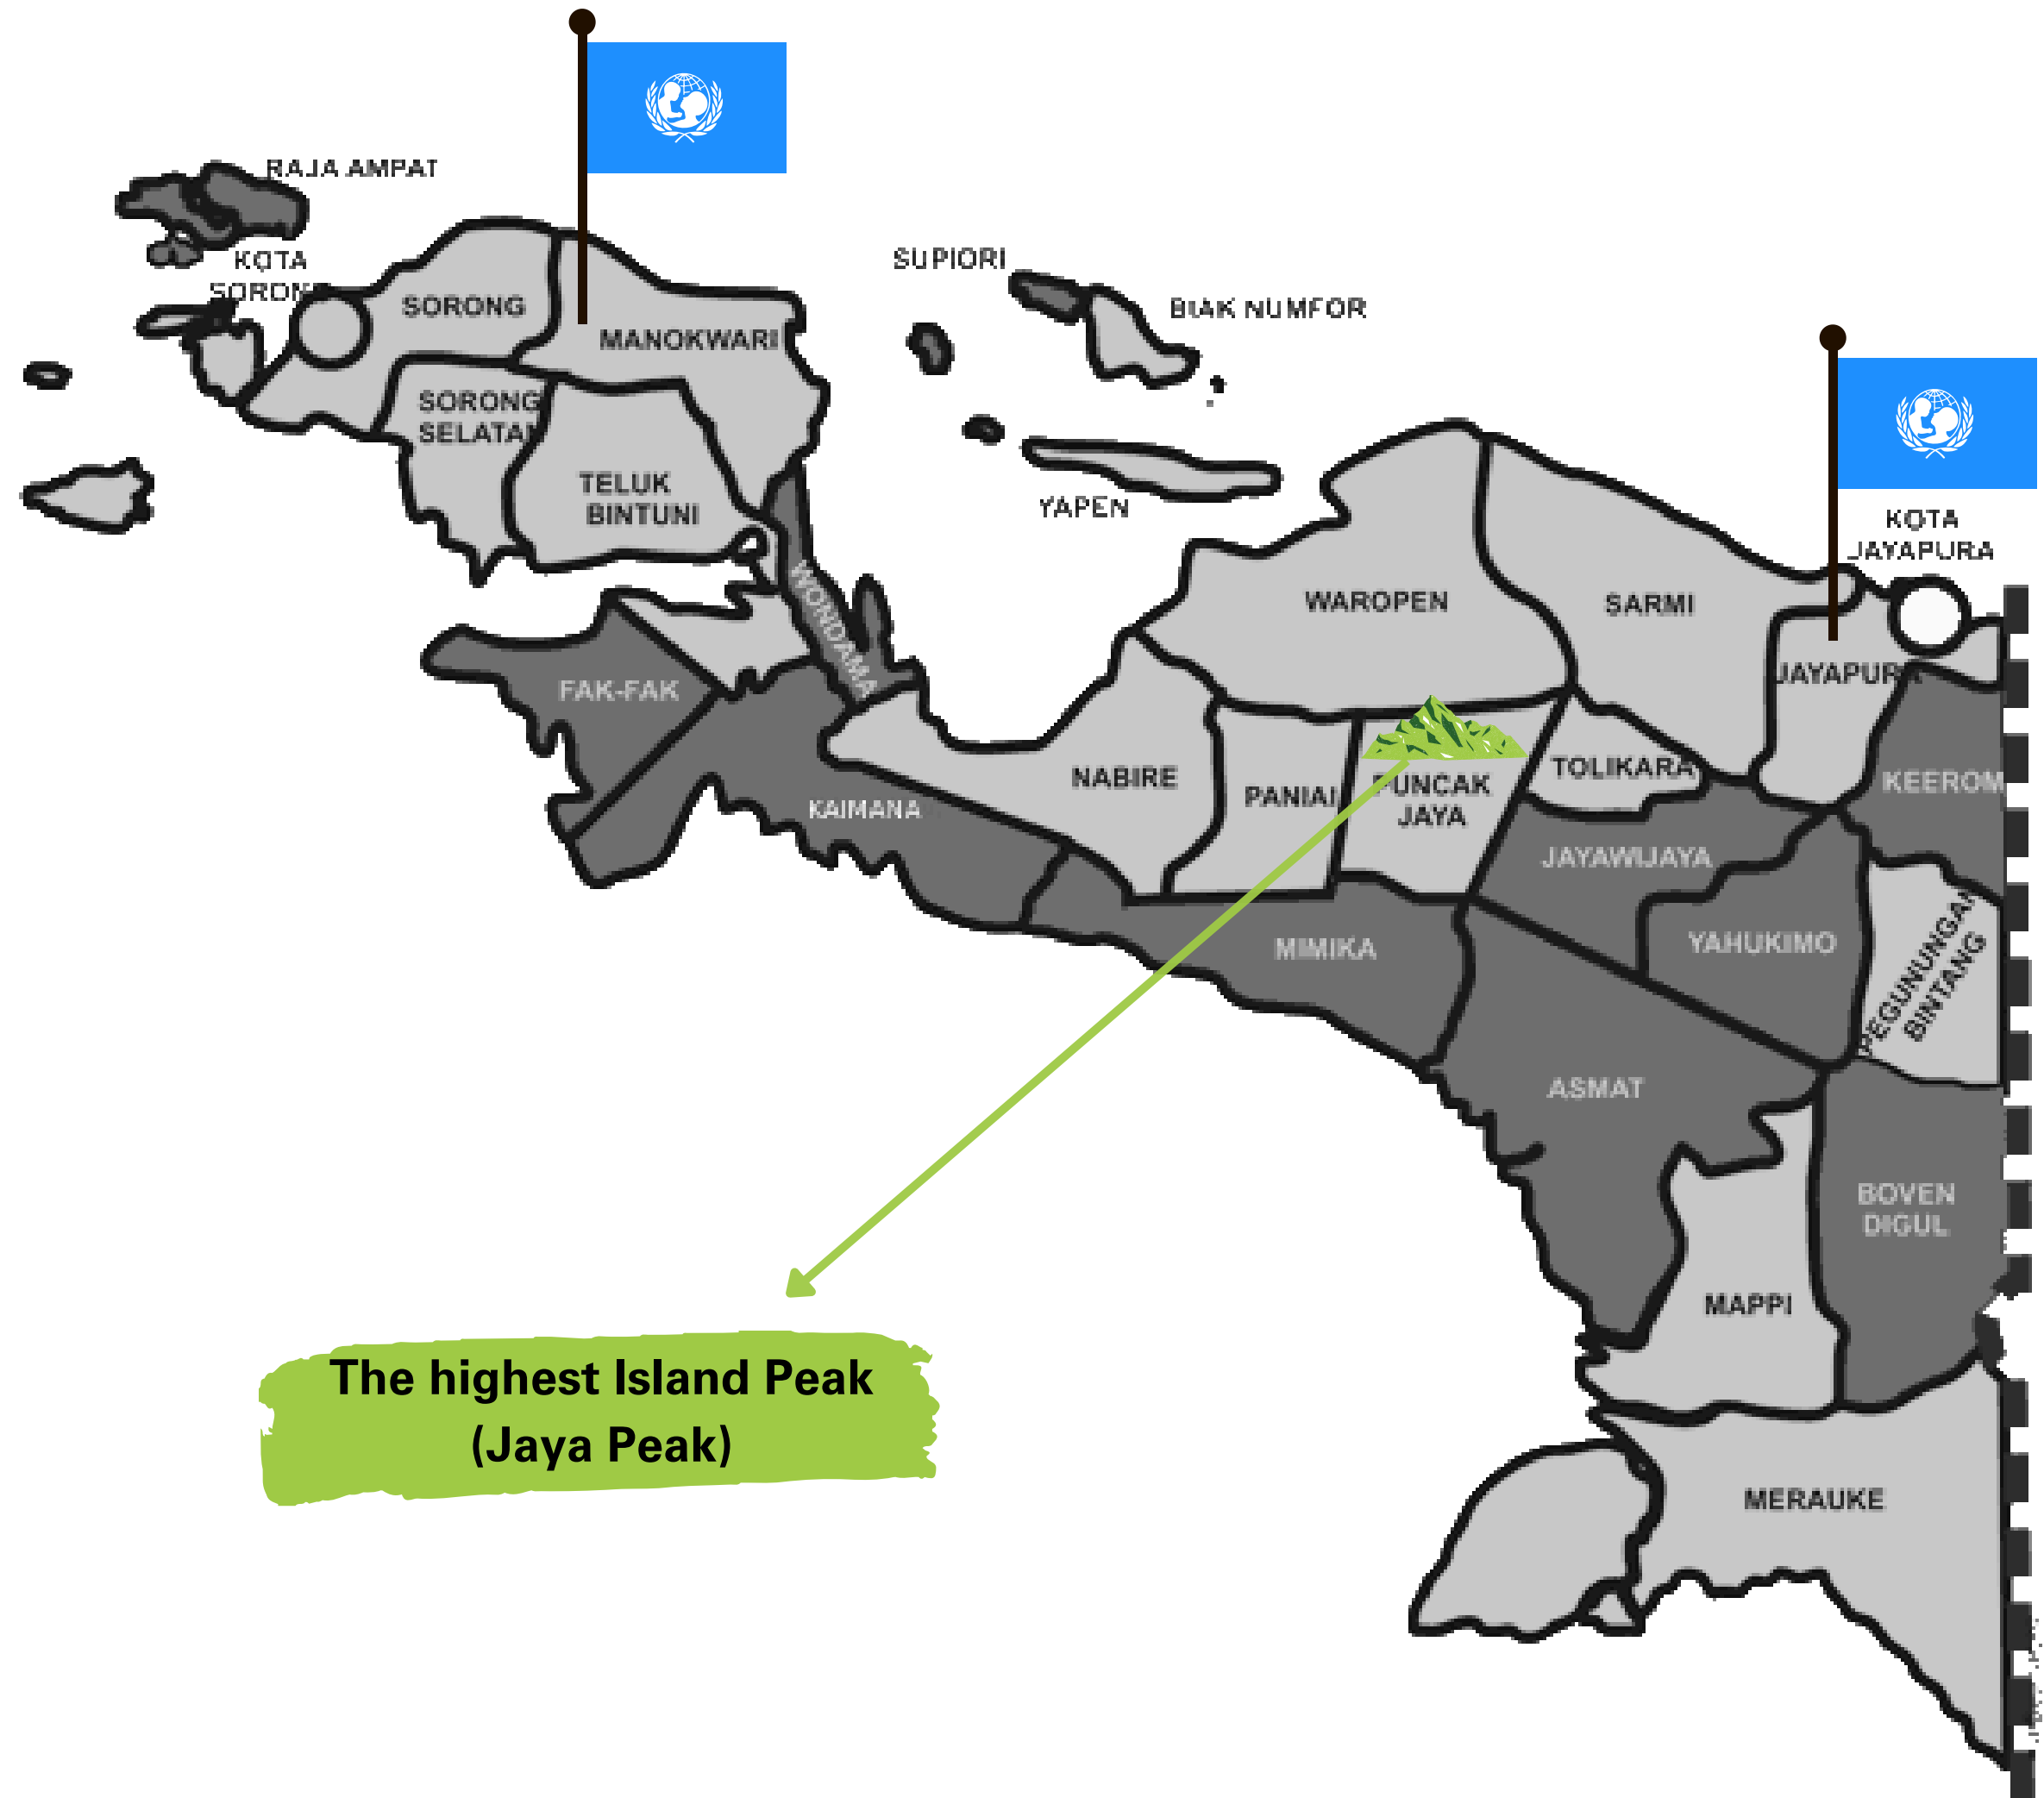 RAJA AMPAT
KOTA
SORONG
SORONG
MANOKWARI
SUPIORI
BIAK NUMFOR
SORONG
SELATAN
TELUK
BINTUNI
YAPEN
KOTA
JAYAPURA
WONDAMA
WAROPEN
SARMI
FAK-FAK
JAYAPURA
NABIRE
PANIAI
PUNCAK
JAYA
TOLIKARA
KEEROM
KAIMANA
JAYAWIJAYA
MIMIKA
YAHUKIMO
PEGUNUNGAN
BINTANG
ASMAT
BOVEN
DIGUL
MAPPI
The highest Island Peak
(Jaya Peak)
MERAUKE